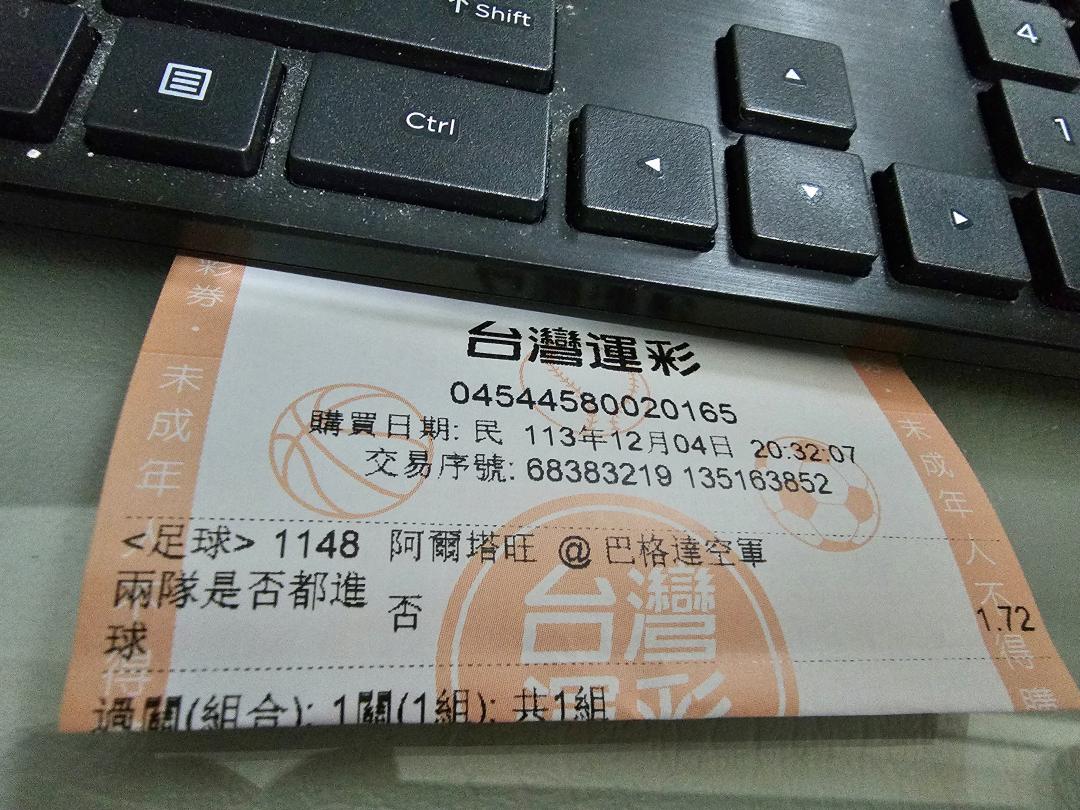 ↑ Shift
Ctrl
4
1
台灣運彩
04544580020165
購買日期: 民 113年12月04日 20:32:07
交易序號: 68383219 135163852
<足球> 1148 阿爾塔旺 @ 巴格達空軍
兩隊是否都進球 否 1.72
過關(組合): 1關(1組): 共1組
彩券・未成年人不得
未成年人不得購
台灣運彩